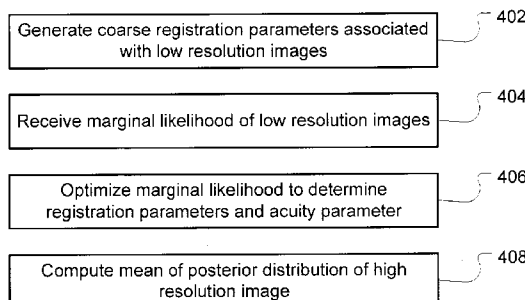 Generate coarse registration parameters associated
with low resolution images
402
Receive marginal likelihood of low resolution images
404
Optimize marginal likelihood to determine
registration parameters and acuity parameter
406
Compute mean of posterior distribution of high
resolution image
408